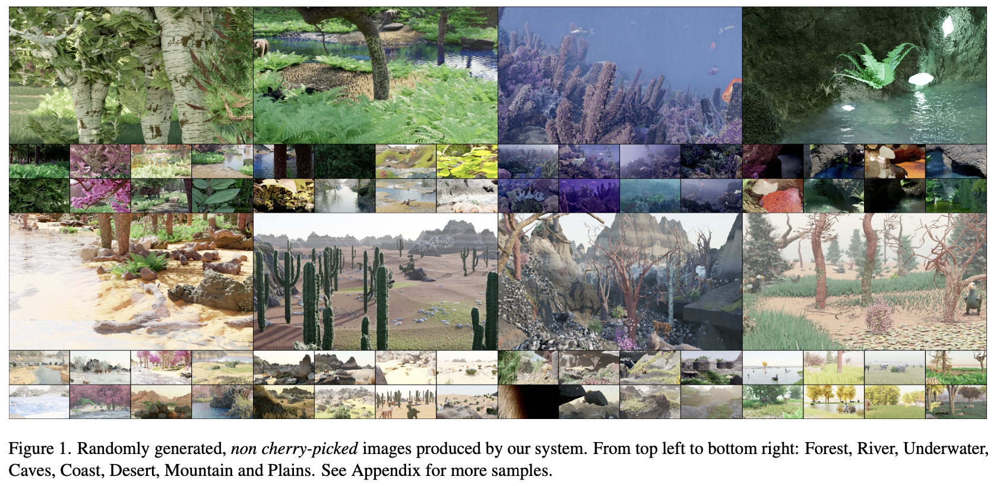 Figure 1. Randomly generated, non cherry-picked images produced by our system. From top left to bottom right: Forest, River, Underwater,
Caves, Coast, Desert, Mountain and Plains. See Appendix for more samples.